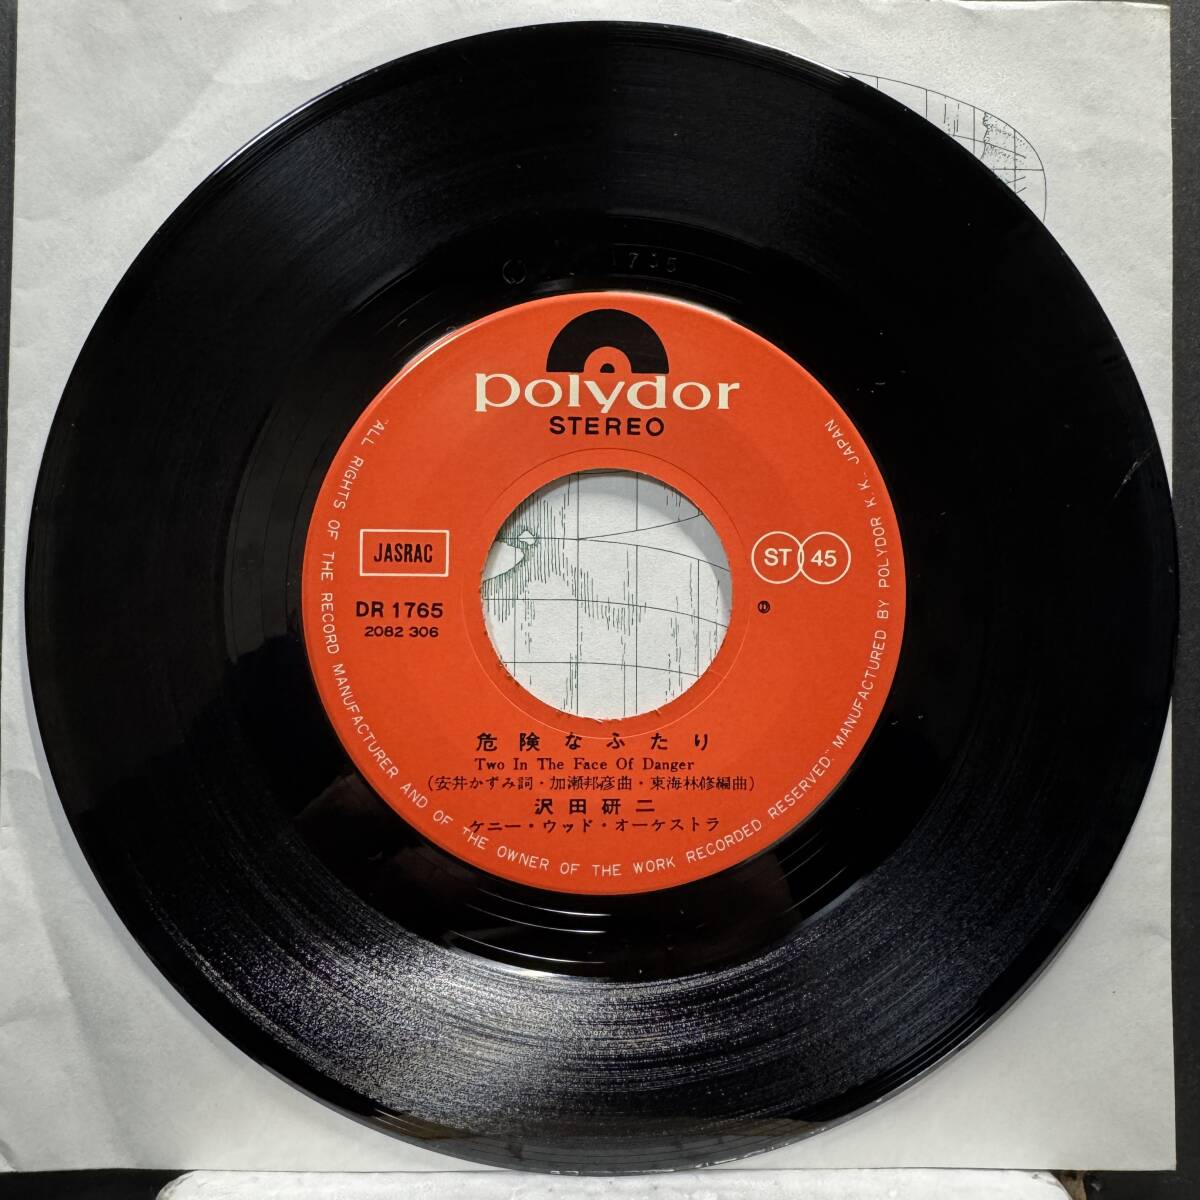 polydor
STEREO
JASRAC
ST 45
DR 1765
2082 306
危険なふたり
Two In The Face Of Danger
(安井かずみ詞・加瀬邦彦曲・東海林修編曲)
沢田研二
ケニー・ウッド・オーケストラ
"ALL RIGHTS OF THE RECORD MANUFACTURER AND OF THE OWNER OF THE WORK RECORDED RESERVED." MANUFACTURED BY POLYDOR K.K. JAPAN